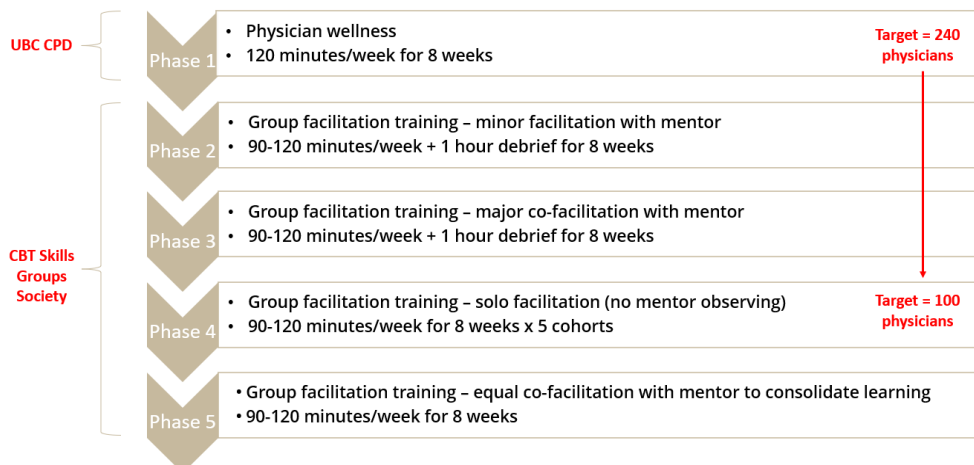 UBC CPD
Phase 1
• Physician wellness
• 120 minutes/week for 8 weeks
Target = 240
physicians
Phase 2
• Group facilitation training – minor facilitation with mentor
• 90-120 minutes/week + 1 hour debrief for 8 weeks
CBT Skills
Groups
Society
Phase 3
• Group facilitation training – major co-facilitation with mentor
• 90-120 minutes/week + 1 hour debrief for 8 weeks
Phase 4
• Group facilitation training – solo facilitation (no mentor observing)
• 90-120 minutes/week for 8 weeks x 5 cohorts
Target = 100
physicians
Phase 5
• Group facilitation training – equal co-facilitation with mentor to consolidate learning
• 90-120 minutes/week for 8 weeks